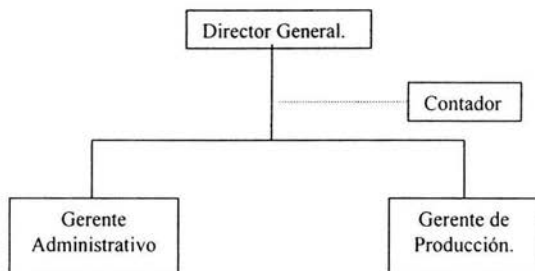 Director General.
Contador
Gerente
Administrativo
Gerente de
Producción.